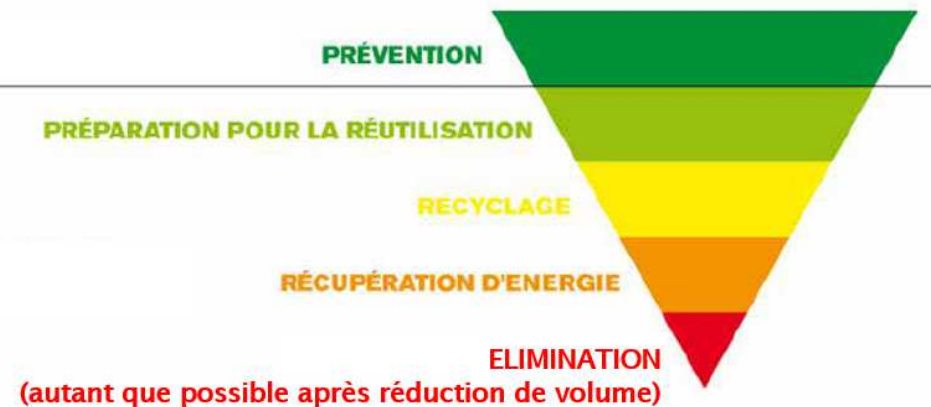 PRÉVENTION
PRÉPARATION POUR LA RÉUTILISATION
RECYCLAGE
RÉCUPÉRATION D'ENERGIE
ELIMINATION
(autant que possible après réduction de volume)